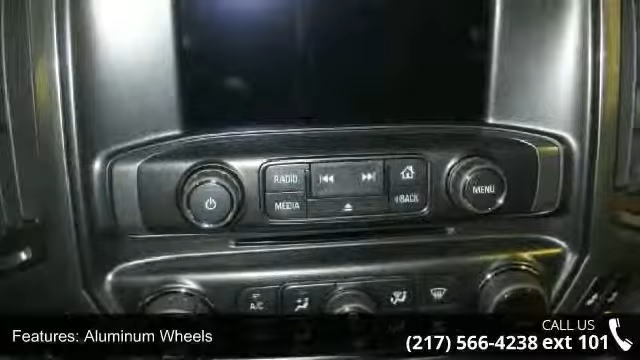 RADIO
MEDIA
BACK
MENU
A/C
Features: Aluminum Wheels
CALL US
(217) 566-4238 ext 101